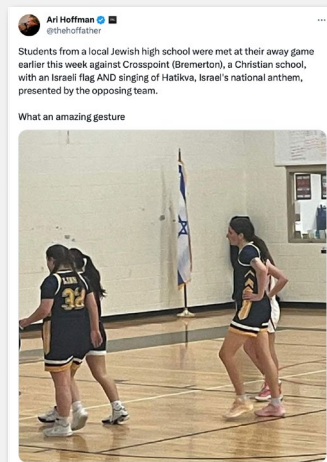 Ari Hoffman
@thehoffather
Students from a local Jewish high school were met at their away game
earlier this week against Crosspoint (Bremerton), a Christian school,
with an Israeli flag AND singing of Hatikva, Israel's national anthem,
presented by the opposing team.
What an amazing gesture
32